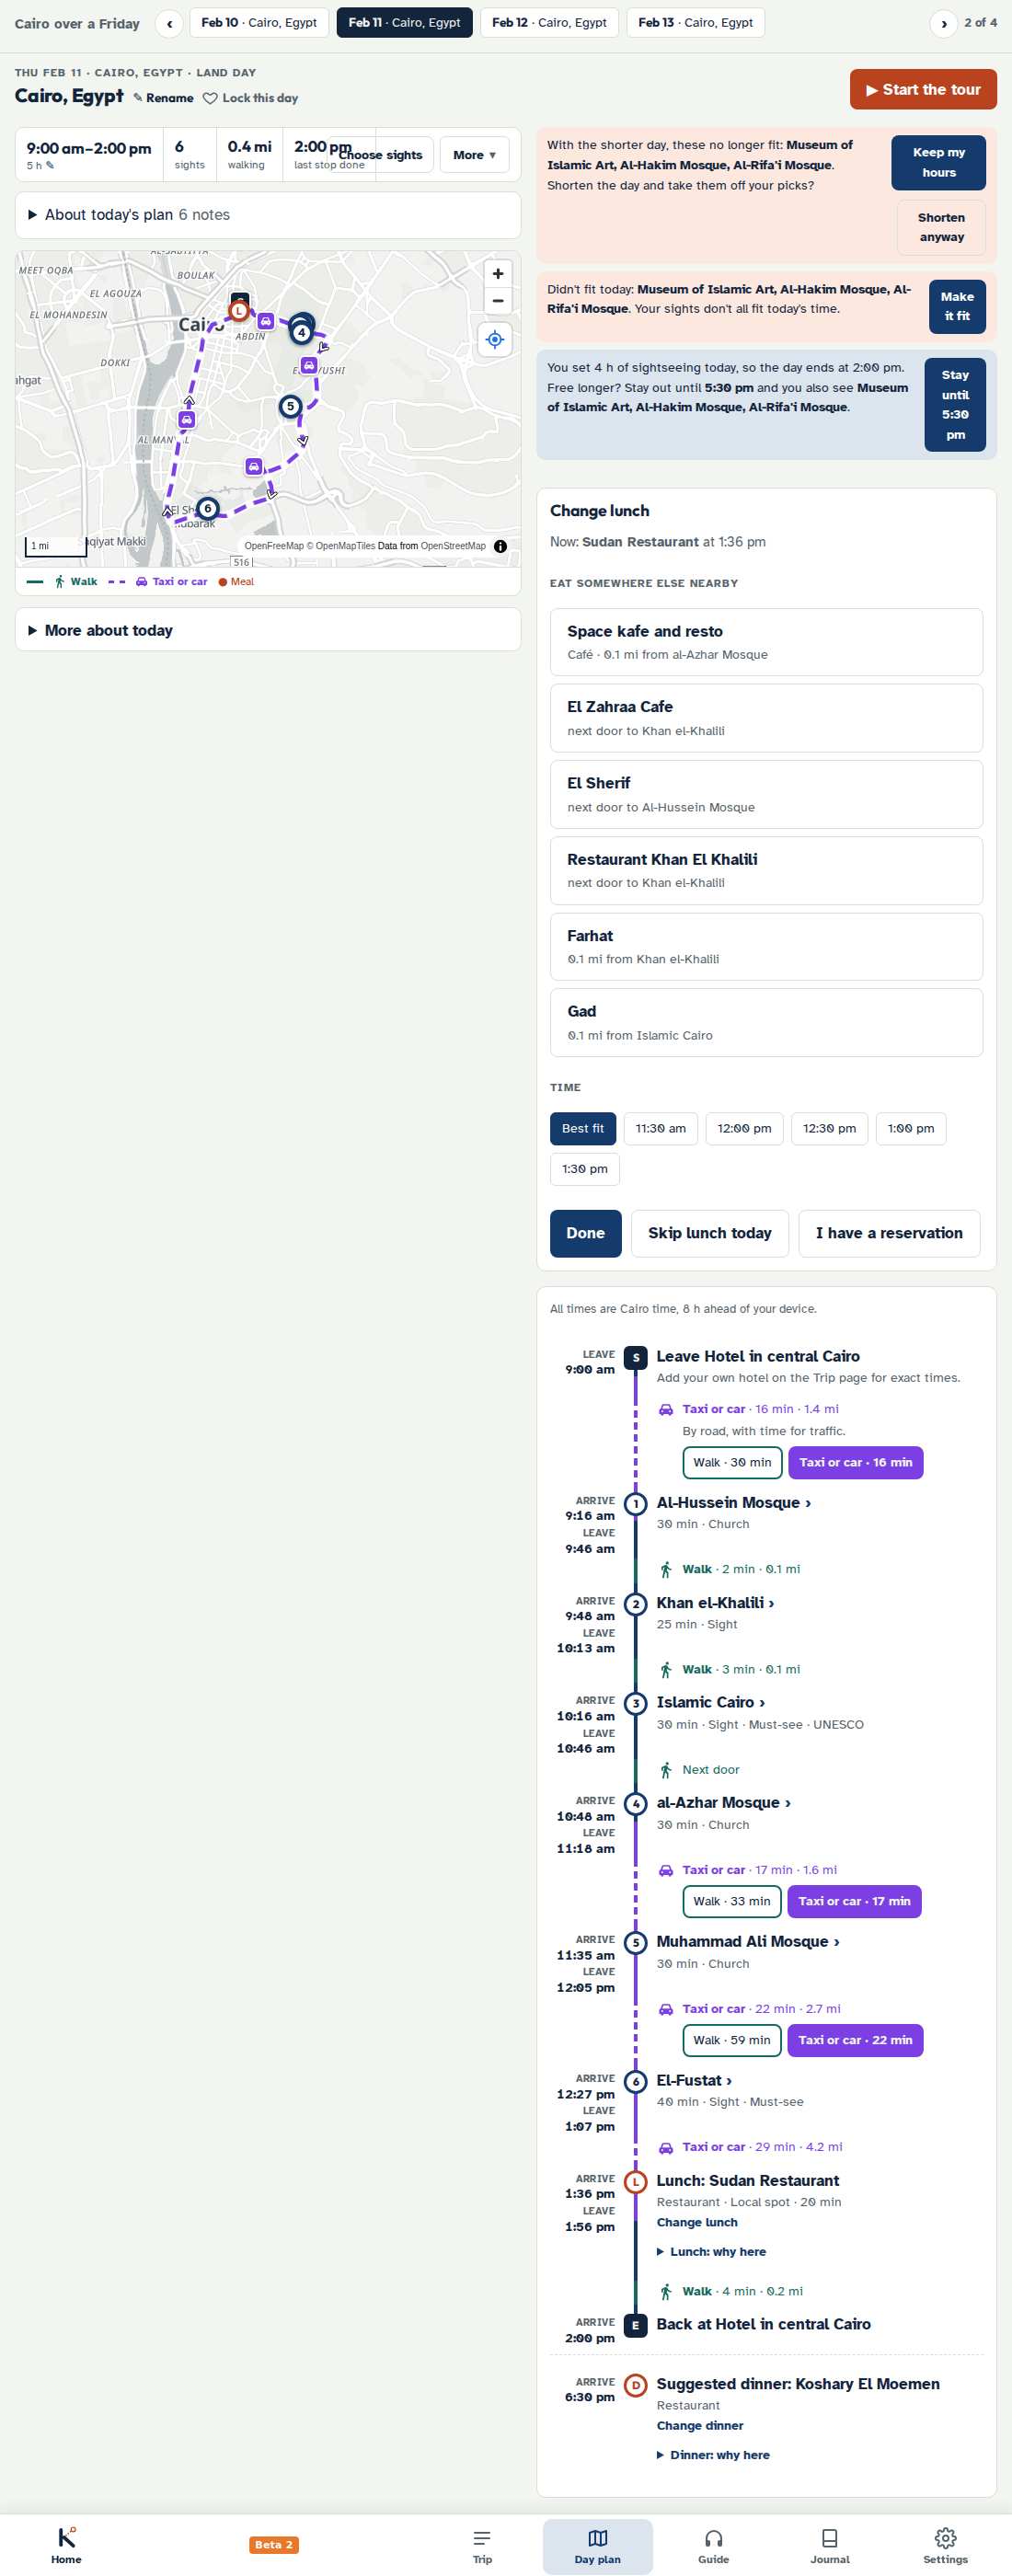 Cairo over a Friday
‹
Feb 10 · Cairo, Egypt
Feb 11 · Cairo, Egypt
Feb 12 · Cairo, Egypt
Feb 13 · Cairo, Egypt
›
2 of 4
THU FEB 11 · CAIRO, EGYPT · LAND DAY
Cairo, Egypt
✎ Rename
Lock this day
▶ Start the tour
9:00 am–2:00 pm
5 h ✎
6
sights
0.4 mi
walking
2:00 pm
last stop done
Choose sights
More ▼
▶ About today's plan 6 notes
MEET OQBA
BOULAK
EL AGOUZA
EL MOHANDESIN
L
ABDIN
4
DOKKI
5
6
+
−
1 mi
516
OpenFreeMap © OpenMapTiles Data from OpenStreetMap
Walk
Taxi or car
Meal
▶ More about today
With the shorter day, these no longer fit: Museum of
Islamic Art, Al-Hakim Mosque, Al-Rifa'i Mosque.
Shorten the day and take them off your picks?
Keep my
hours
Shorten
anyway
Didn't fit today: Museum of Islamic Art, Al-Hakim Mosque, Al-
Rifa'i Mosque. Your sights don't all fit today's time.
Make
it fit
You set 4 h of sightseeing today, so the day ends at 2:00 pm.
Free longer? Stay out until 5:30 pm and you also see Museum
of Islamic Art, Al-Hakim Mosque, Al-Rifa'i Mosque.
Stay
until
5:30
pm
Change lunch
Now: Sudan Restaurant at 1:36 pm
EAT SOMEWHERE ELSE NEARBY
Space kafe and resto
Café · 0.1 mi from al-Azhar Mosque
El Zahraa Cafe
next door to Khan el-Khalili
El Sherif
next door to Al-Hussein Mosque
Restaurant Khan El Khalili
next door to Khan el-Khalili
Farhat
0.1 mi from Khan el-Khalili
Gad
0.1 mi from Islamic Cairo
TIME
Best fit
11:30 am
12:00 pm
12:30 pm
1:00 pm
1:30 pm
Done
Skip lunch today
I have a reservation
All times are Cairo time, 8 h ahead of your device.
LEAVE
9:00 am
S
Leave Hotel in central Cairo
Add your own hotel on the Trip page for exact times.
Taxi or car · 16 min · 1.4 mi
By road, with time for traffic.
Walk · 30 min
Taxi or car · 16 min
ARRIVE
9:16 am
LEAVE
9:46 am
1
Al-Hussein Mosque ›
30 min · Church
Walk · 2 min · 0.1 mi
ARRIVE
9:48 am
LEAVE
10:13 am
2
Khan el-Khalili ›
25 min · Sight
Walk · 3 min · 0.1 mi
ARRIVE
10:16 am
LEAVE
10:46 am
3
Islamic Cairo ›
30 min · Sight · Must-see · UNESCO
Next door
ARRIVE
10:48 am
LEAVE
11:18 am
4
al-Azhar Mosque ›
30 min · Church
Taxi or car · 17 min · 1.6 mi
Walk · 33 min
Taxi or car · 17 min
ARRIVE
11:35 am
LEAVE
12:05 pm
5
Muhammad Ali Mosque ›
30 min · Church
Taxi or car · 22 min · 2.7 mi
Walk · 59 min
Taxi or car · 22 min
ARRIVE
12:27 pm
LEAVE
1:07 pm
6
El-Fustat ›
40 min · Sight · Must-see
Taxi or car · 29 min · 4.2 mi
ARRIVE
1:36 pm
LEAVE
1:56 pm
L
Lunch: Sudan Restaurant
Restaurant · Local spot · 20 min
Change lunch
▶ Lunch: why here
Walk · 4 min · 0.2 mi
ARRIVE
2:00 pm
E
Back at Hotel in central Cairo
ARRIVE
6:30 pm
D
Suggested dinner: Koshary El Moemen
Restaurant
Change dinner
▶ Dinner: why here
Home
Beta 2
Trip
Day plan
Guide
Journal
Settings